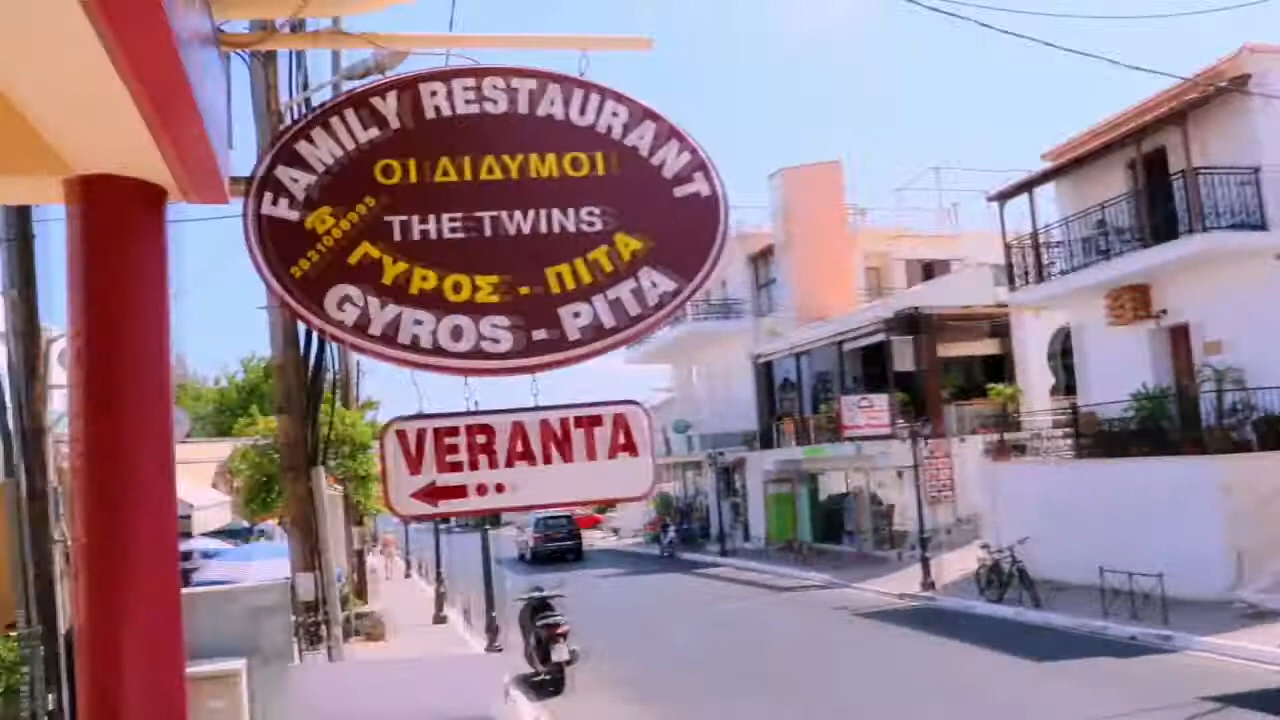 FAMILY RESTAURANT
ΟΙ ΔΙΔΥΜΟΙ
THE TWINS
ΓΥΡΟΣ - ΠΙΤΑ
GYROS - PITA
VERANTA